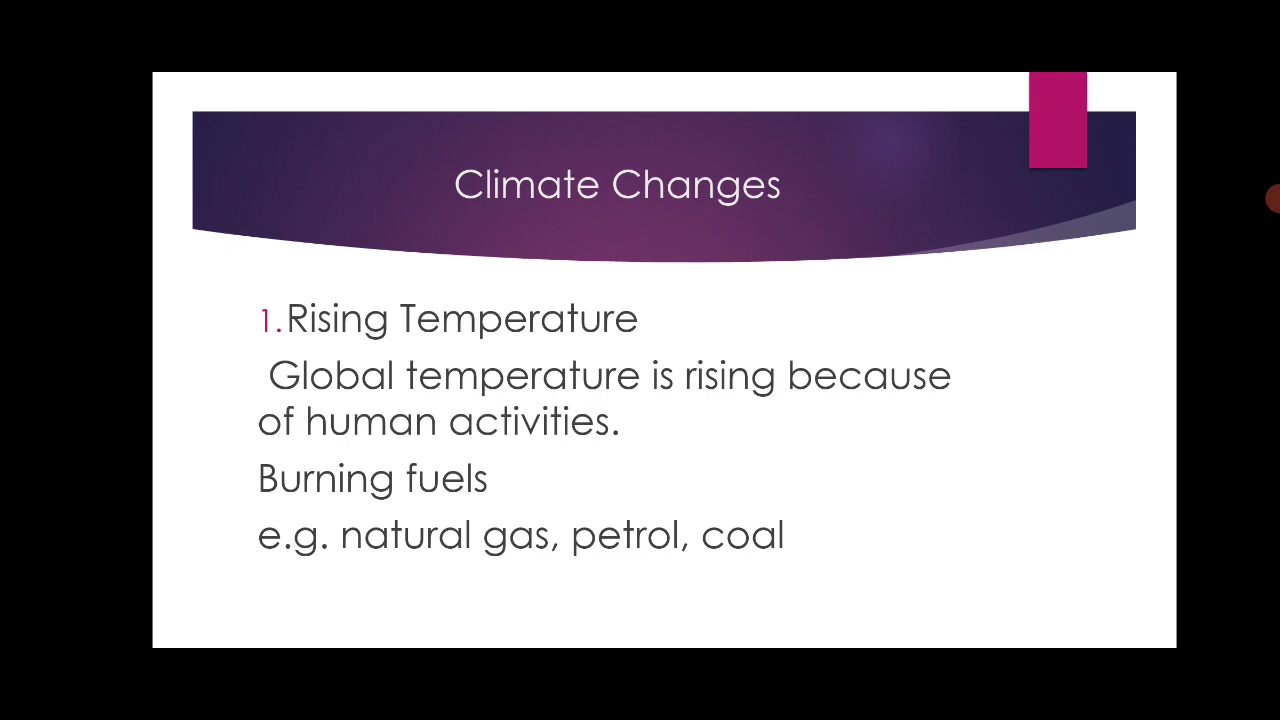 Climate Changes
1. Rising Temperature
Global temperature is rising because
of human activities.
Burning fuels
e.g. natural gas, petrol, coal